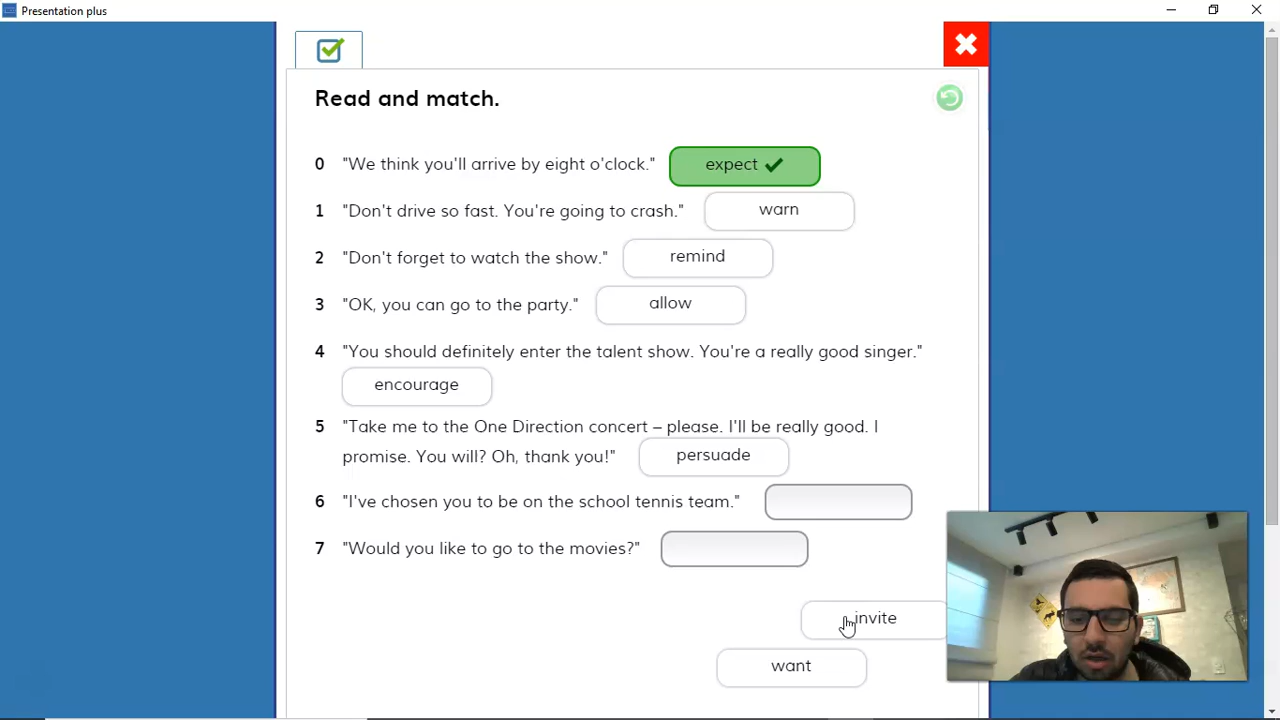 Presentation plus
Read and match.
0 "We think you'll arrive by eight o'clock." expect
1 "Don't drive so fast. You're going to crash." warn
2 "Don't forget to watch the show." remind
3 "OK, you can go to the party." allow
4 "You should definitely enter the talent show. You're a really good singer."
encourage
5 "Take me to the One Direction concert – please. I'll be really good. I
promise. You will? Oh, thank you!" persuade
6 "I've chosen you to be on the school tennis team."
7 "Would you like to go to the movies?"
invite
want